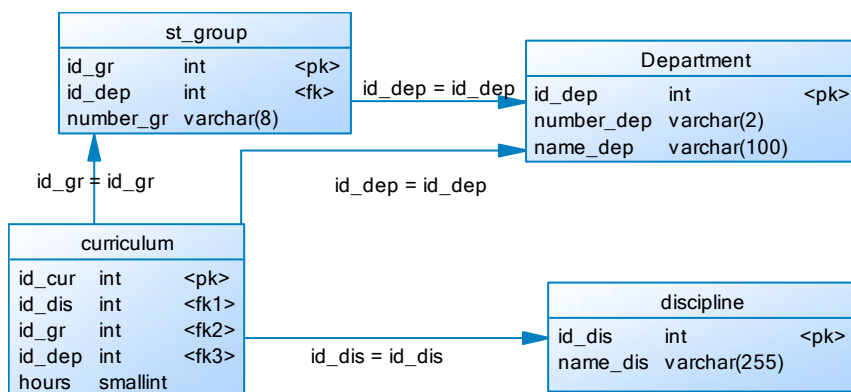 st_group
id_gr int <pk>
id_dep int <fk>
number_gr varchar(8)
id_dep = id_dep
Department
id_dep int <pk>
number_dep varchar(2)
name_dep varchar(100)
id_gr = id_gr
id_dep = id_dep
curriculum
id_cur int <pk>
id_dis int <fk1>
id_gr int <fk2>
id_dep int <fk3>
hours smallint
id_dis = id_dis
discipline
id_dis int <pk>
name_dis varchar(255)